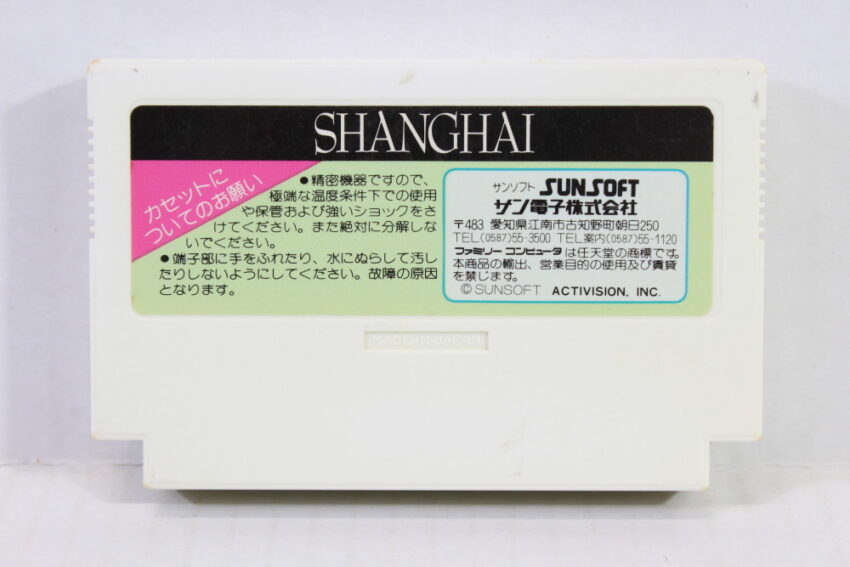 SHANGHAI
カセットに
ついてのお願い
●精密機器ですので、
極端な温度条件下での使用
や保管および強いショックをさ
けてください。また絶対に分解しな
いでください。
●端子部に手をふれたり、水にぬらして汚し
たりしないようにしてください。故障の原因
となります。
サンソフト SUNSOFT
サン電子株式会社
〒483 愛知県江南市古知野町朝日250
TEL(0587)55-3500 TEL案内(0587)55-1120
ファミリー コンピュータは任天堂の商標です。
本商品の輸出、営業目的の使用及び賃貸
を禁じます。
©SUNSOFT ACTIVISION, INC.
MADE IN JAPAN